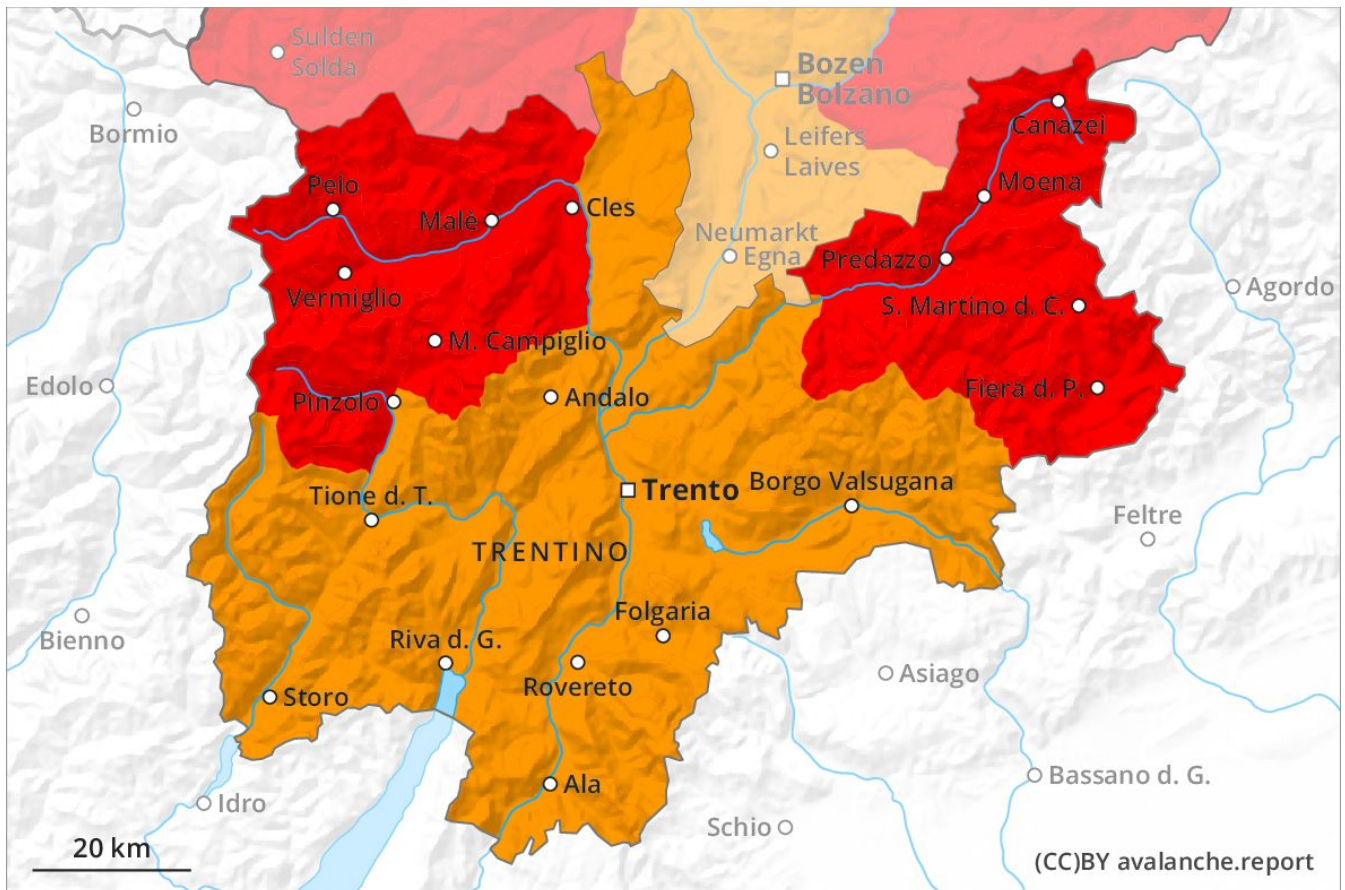 Sulden
Solda
Bozen
Bolzano
Bormio
Canazei
Leifers
Laives
Pejo
Moena
Malè
Cles
Neumarkt
Egna
Predazzo
Vermiglio
Agordo
S. Martino d. C.
M. Campiglio
Edolo
Fiera d. P.
Pinzolo
Andalo
Trento
Borgo Valsugana
Tione d. T.
Feltre
TRENTINO
Folgaria
Bienno
Riva d. G.
Asiago
Rovereto
Storo
Bassano d. G.
Ala
Idro
Schio
20 km
(CC)BY avalanche.report